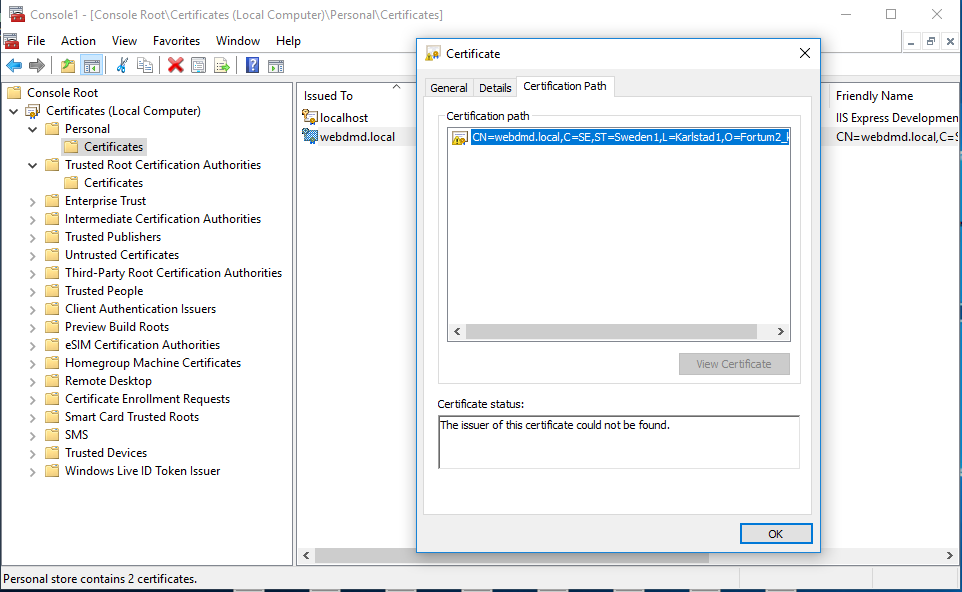 Console1 - [Console Root\Certificates (Local Computer)\Personal\Certificates]
File Action View Favorites Window Help
Console Root
Certificates (Local Computer)
Personal
Certificates
Trusted Root Certification Authorities
Certificates
Enterprise Trust
Intermediate Certification Authorities
Trusted Publishers
Untrusted Certificates
Third-Party Root Certification Authorities
Trusted People
Client Authentication Issuers
Preview Build Roots
eSIM Certification Authorities
Homegroup Machine Certificates
Remote Desktop
Certificate Enrollment Requests
Smart Card Trusted Roots
SMS
Trusted Devices
Windows Live ID Token Issuer
Issued To
localhost
webdmd.local
Certificate
General Details Certification Path
Certification path
CN=webdmd.local,C=SE,ST=Sweden1,L=Karlstad1,O=Fortum2_
View Certificate
Certificate status:
The issuer of this certificate could not be found.
OK
Friendly Name
IIS Express Developmen
CN=webdmd.local,C=S
Personal store contains 2 certificates.